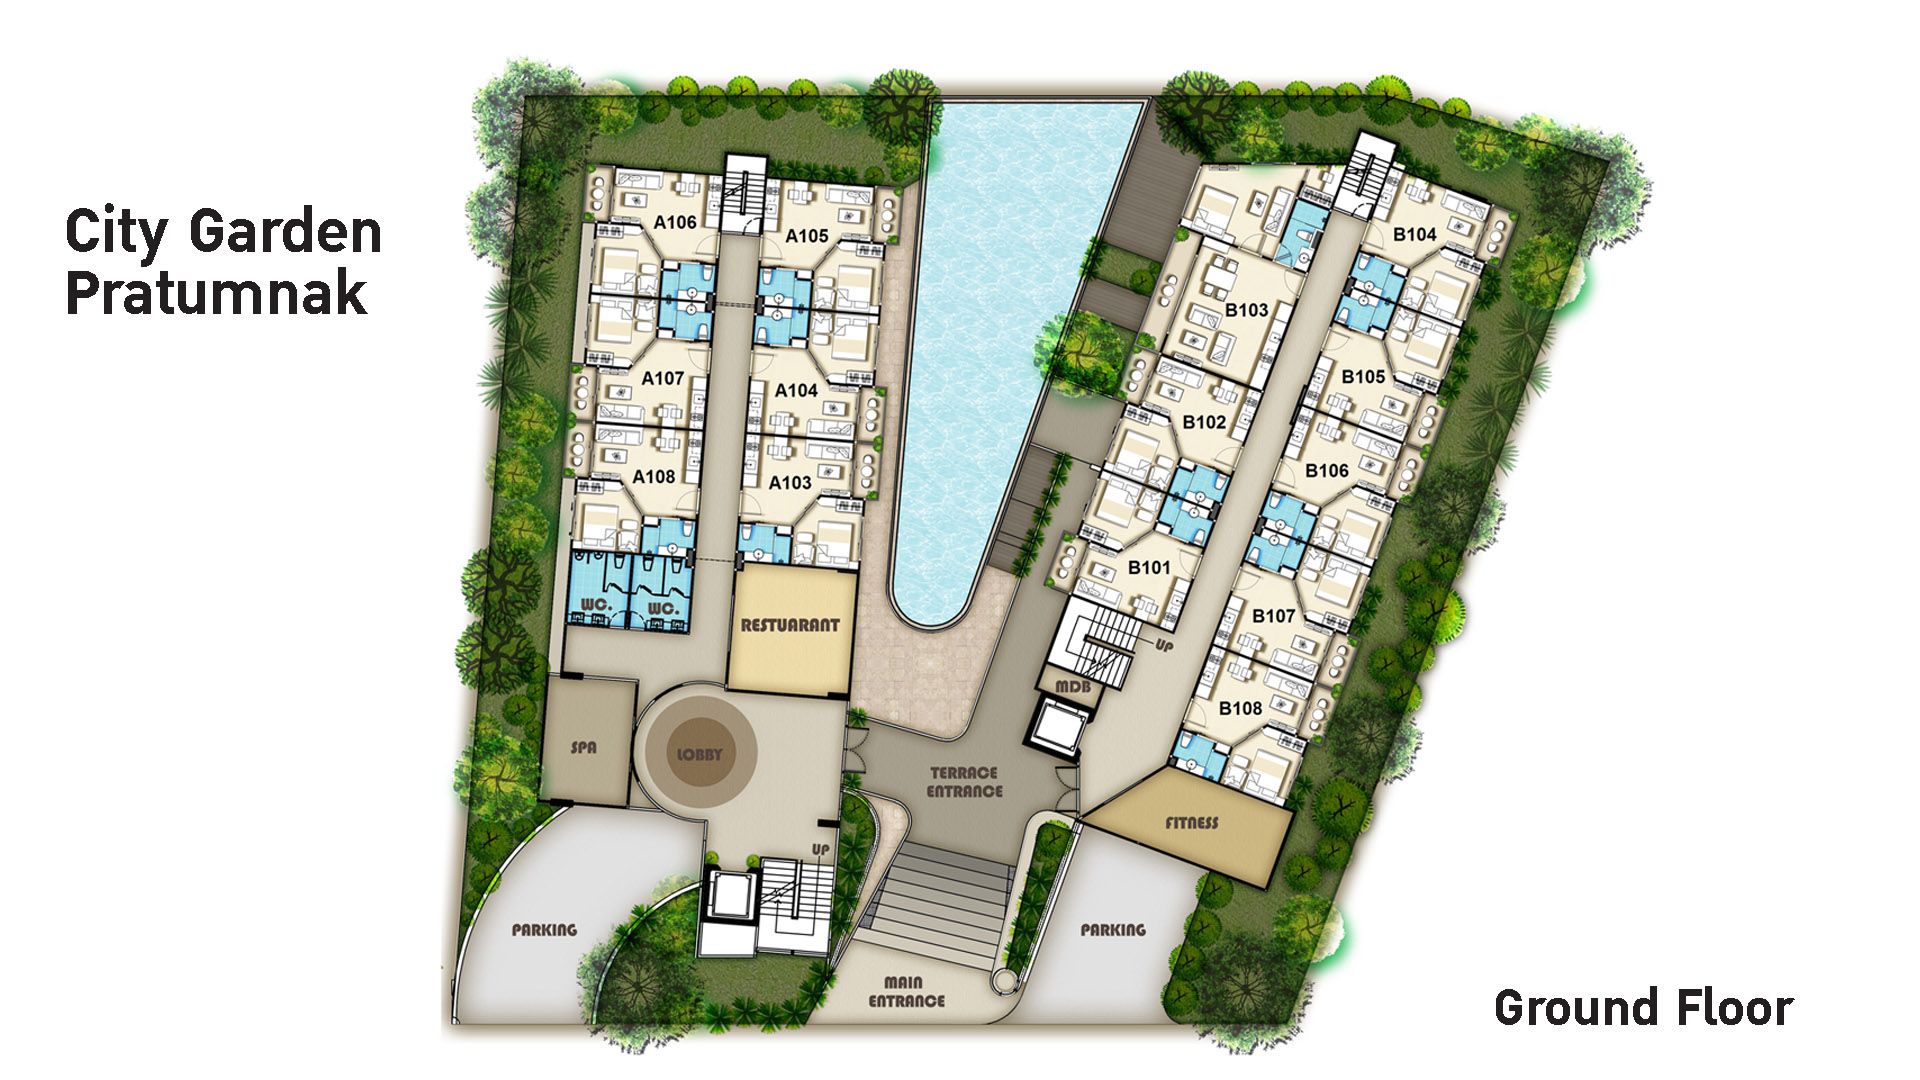 City Garden
Pratumnak
A106
A105
A107
A104
A108
A103
WC.
WC.
RESTUARANT
SPA
LOBBY
UP
PARKING
TERRACE
ENTRANCE
MAIN
ENTRANCE
B104
B103
B105
B102
B106
B101
B107
UP
MDB
B108
FITNESS
PARKING
Ground Floor